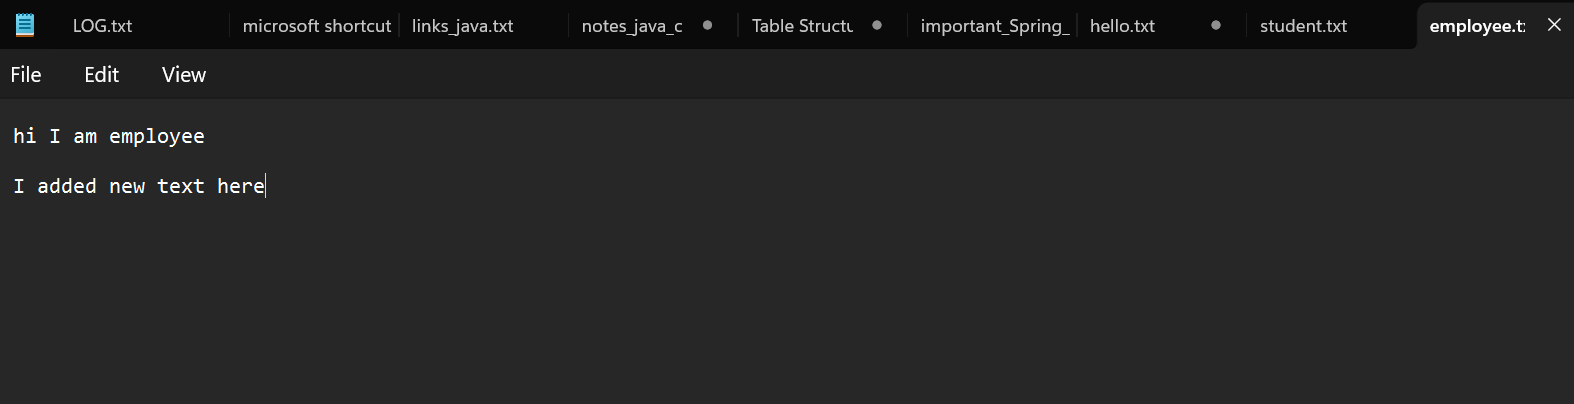 LOG.txt microsoft shortcut links_java.txt notes_java_c Table Structu important_Spring_ hello.txt student.txt employee.tx
File Edit View
hi I am employee
I added new text here